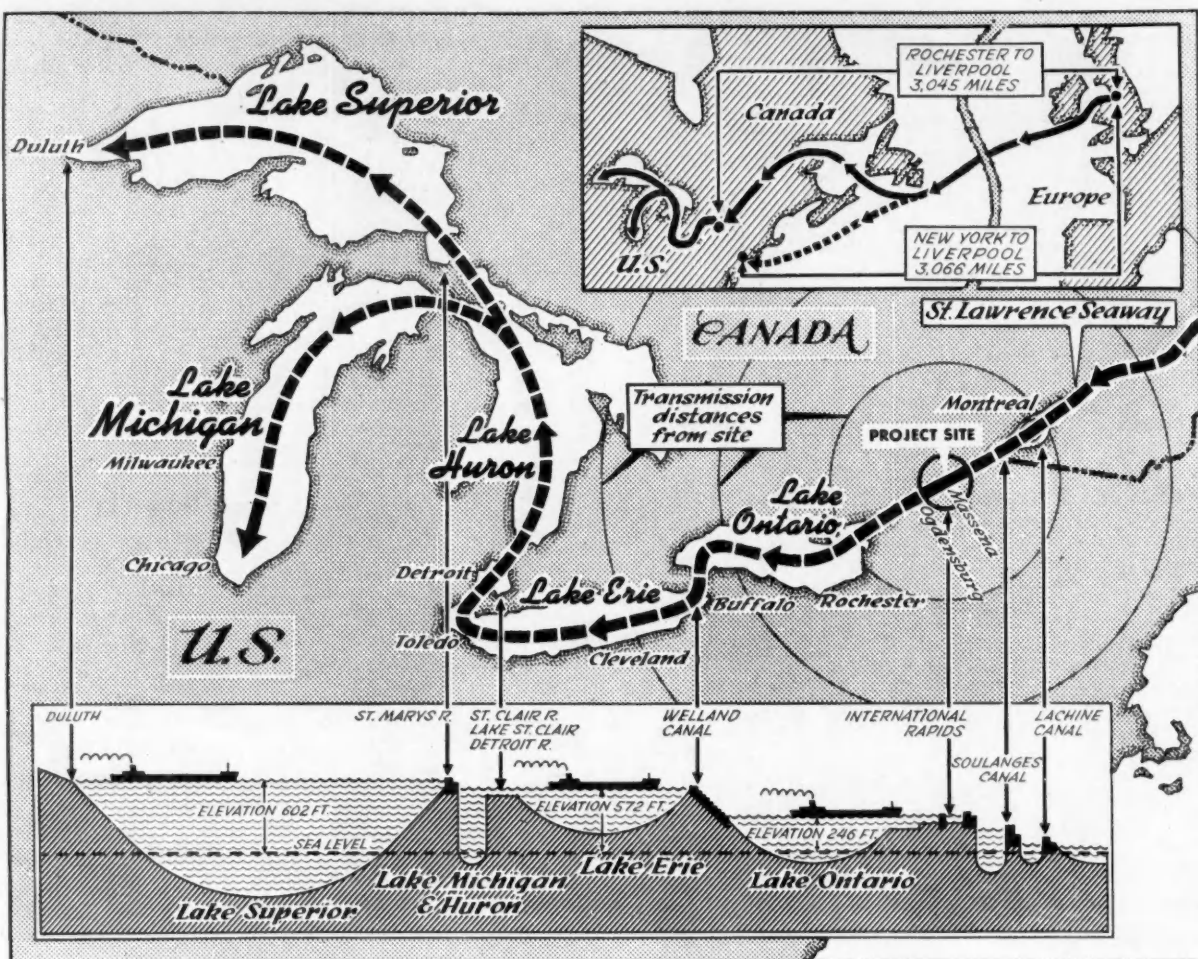 ROCHESTER TO
LIVERPOOL
3,045 MILES
Canada
Europe
U.S.
NEW YORK TO
LIVERPOOL
3,066 MILES
Lake Superior
Duluth
CANADA
St. Lawrence Seaway
Transmission
distances
from site
Montreal
PROJECT SITE
Lake
Michigan
Milwaukee
Lake
Huron
Lake
Ontario
Massena
Ogdensburg
Chicago
Detroit
Lake Erie
Buffalo
Rochester
U.S.
Toledo
Cleveland
DULUTH
ST. MARYS R.
ST. CLAIR R.
LAKE ST. CLAIR
DETROIT R.
WELLAND
CANAL
INTERNATIONAL
RAPIDS
LACHINE
CANAL
SOULANGES
CANAL
ELEVATION 602 FT.
ELEVATION 572 FT.
ELEVATION 246 FT.
SEA LEVEL
Lake Superior
Lake Michigan
& Huron
Lake Erie
Lake Ontario